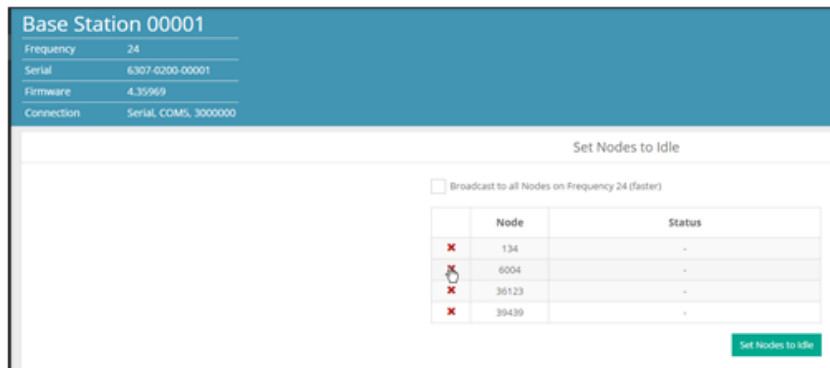 Base Station 00001
Frequency 24
Serial 6307-0200-00001
Firmware 4.35969
Connection Serial, COM5, 3000000
Set Nodes to Idle
Broadcast to all Nodes on Frequency 24 (faster)
Node Status
134 -
6004 -
36123 -
39439 -
Set Nodes to Idle